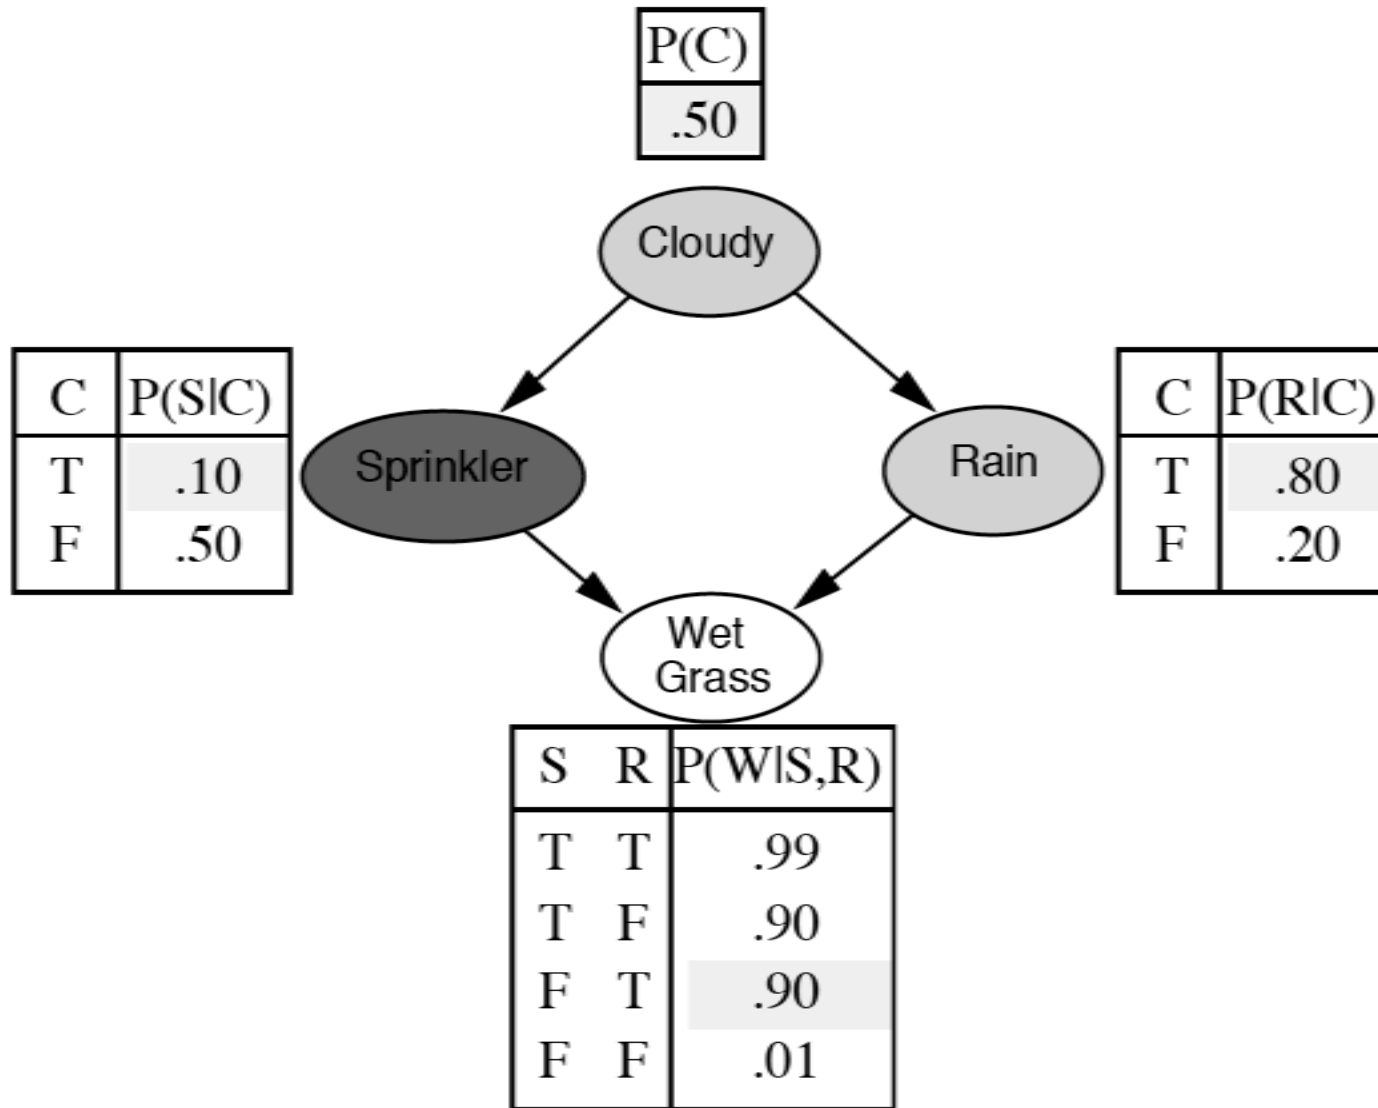 P(C)
.50
Cloudy
C P(S|C)
T .10
F .50
Sprinkler
Rain
C P(R|C)
T .80
F .20
Wet
Grass
S R P(W|S,R)
T T .99
T F .90
F T .90
F F .01